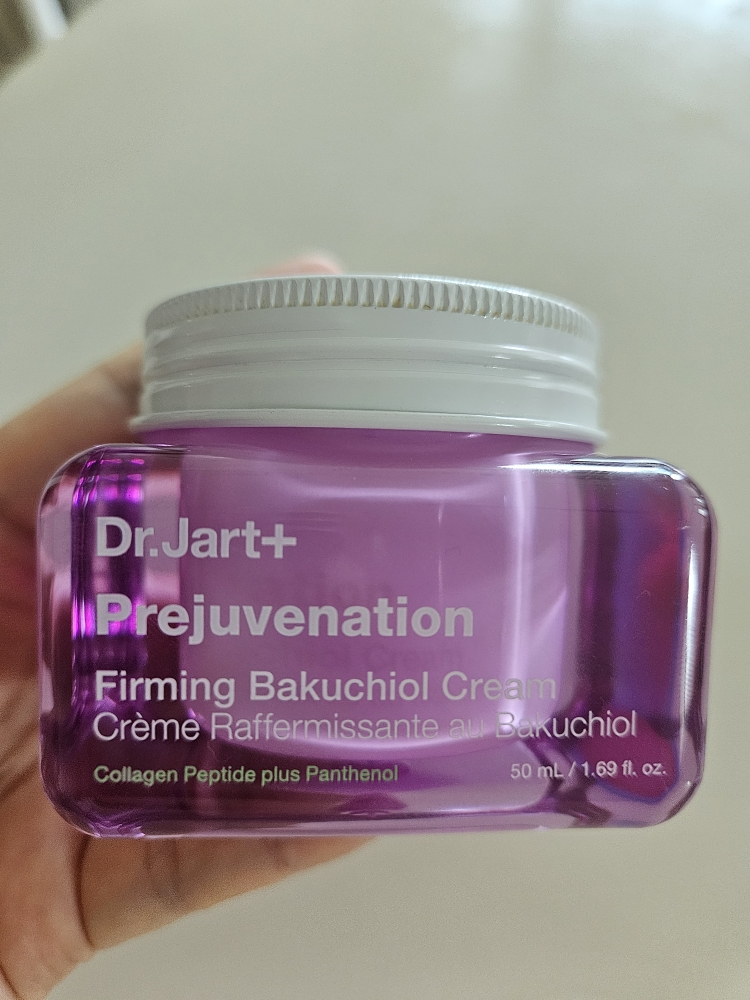 Dr.Jart+
Prejuvenation
Firming Bakuchiol Cream
Crème Raffermissante au Bakuchiol
Collagen Peptide plus Panthenol
50 mL / 1.69 fl. oz.